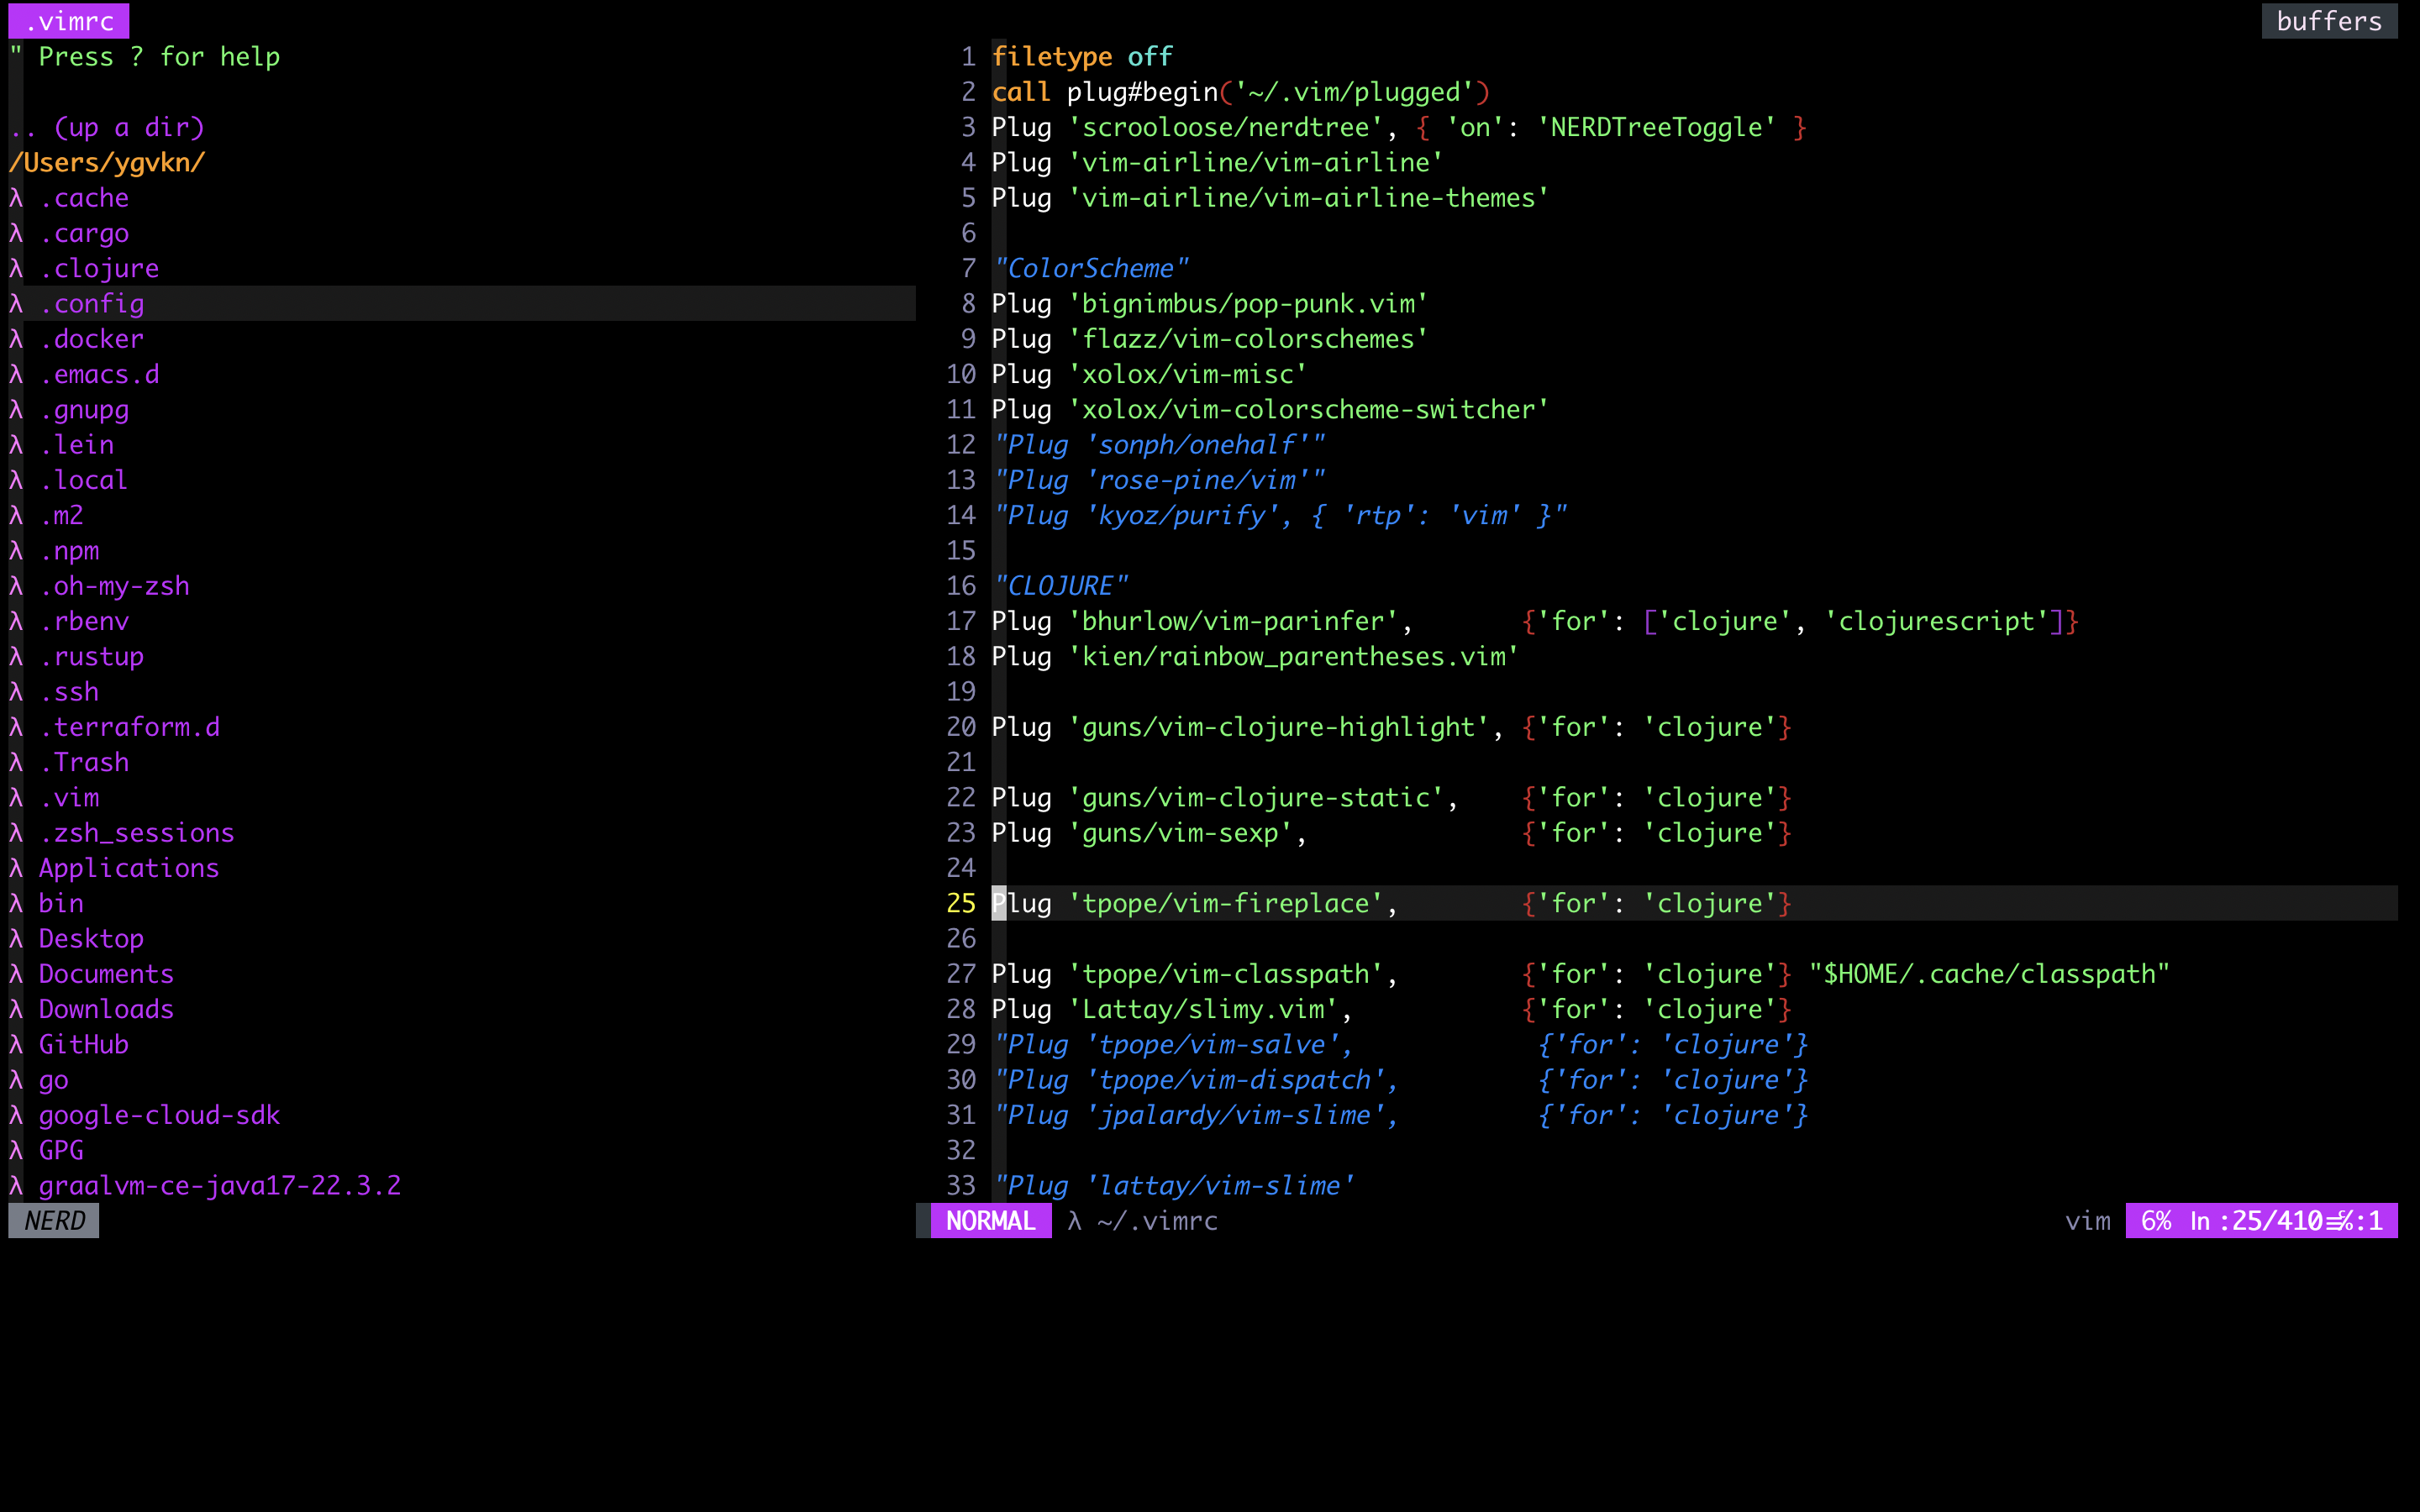 .vimrc
buffers
" Press ? for help
.. (up a dir)
/Users/ygvkn/
λ .cache
λ .cargo
λ .clojure
λ .config
λ .docker
λ .emacs.d
λ .gnupg
λ .lein
λ .local
λ .m2
λ .npm
λ .oh-my-zsh
λ .rbenv
λ .rustup
λ .ssh
λ .terraform.d
λ .Trash
λ .vim
λ .zsh_sessions
λ Applications
λ bin
λ Desktop
λ Documents
λ Downloads
λ GitHub
λ go
λ google-cloud-sdk
λ GPG
λ graalvm-ce-java17-22.3.2
NERD
1 filetype off
2 call plug#begin('~/.vim/plugged')
3 Plug 'scrooloose/nerdtree', { 'on': 'NERDTreeToggle' }
4 Plug 'vim-airline/vim-airline'
5 Plug 'vim-airline/vim-airline-themes'
6
7 "ColorScheme"
8 Plug 'bignimbus/pop-punk.vim'
9 Plug 'flazz/vim-colorschemes'
10 Plug 'xolox/vim-misc'
11 Plug 'xolox/vim-colorscheme-switcher'
12 "Plug 'sonph/onehalf'"
13 "Plug 'rose-pine/vim'"
14 "Plug 'kyoz/purify', { 'rtp': 'vim' }"
15
16 "CLOJURE"
17 Plug 'bhurlow/vim-parinfer',       {'for': ['clojure', 'clojurescript']}
18 Plug 'kien/rainbow_parentheses.vim'
19
20 Plug 'guns/vim-clojure-highlight', {'for': 'clojure'}
21
22 Plug 'guns/vim-clojure-static',    {'for': 'clojure'}
23 Plug 'guns/vim-sexp',              {'for': 'clojure'}
24
25 Plug 'tpope/vim-fireplace',        {'for': 'clojure'}
26
27 Plug 'tpope/vim-classpath',        {'for': 'clojure'} "$HOME/.cache/classpath"
28 Plug 'Lattay/slimy.vim',           {'for': 'clojure'}
29 "Plug 'tpope/vim-salve',            {'for': 'clojure'}
30 "Plug 'tpope/vim-dispatch',         {'for': 'clojure'}
31 "Plug 'jpalardy/vim-slime',         {'for': 'clojure'}
32
33 "Plug 'lattay/vim-slime'
NORMAL λ ~/.vimrc
vim 6% ln :25/410≡℅:1